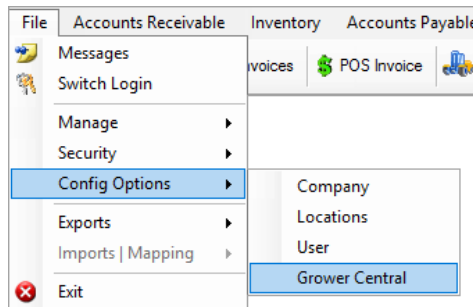 File Accounts Receivable Inventory Accounts Payable
Messages
Invoices POS Invoice
Switch Login
Manage
Security
Config Options
Company
Locations
Exports
User
Imports | Mapping
Grower Central
Exit